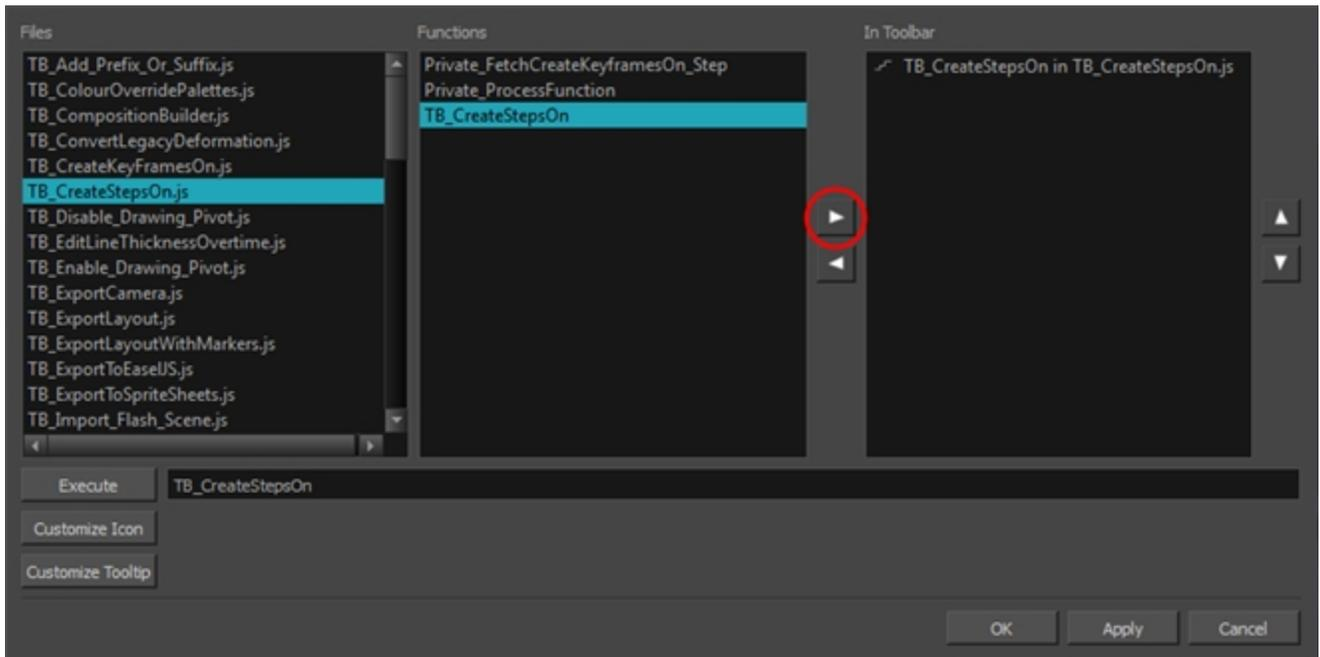 Files
Functions
In Toolbar
TB_Add_Prefix_Or_Suffix.js
TB_ColourOverridePalettes.js
TB_CompositionBuilder.js
TB_ConvertLegacyDeformation.js
TB_CreateKeyFramesOn.js
TB_CreateStepsOn.js
TB_Disable_Drawing_Pivot.js
TB_EditLineThicknessOvertime.js
TB_Enable_Drawing_Pivot.js
TB_ExportCamera.js
TB_ExportLayout.js
TB_ExportLayoutWithMarkers.js
TB_ExportToEaselJS.js
TB_ExportToSpriteSheets.js
TB_Import_Flash_Scene.js
Private_FetchCreateKeyframesOn_Step
Private_ProcessFunction
TB_CreateStepsOn
TB_CreateStepsOn in TB_CreateStepsOn.js
Execute
TB_CreateStepsOn
Customize Icon
Customize Tooltip
OK
Apply
Cancel